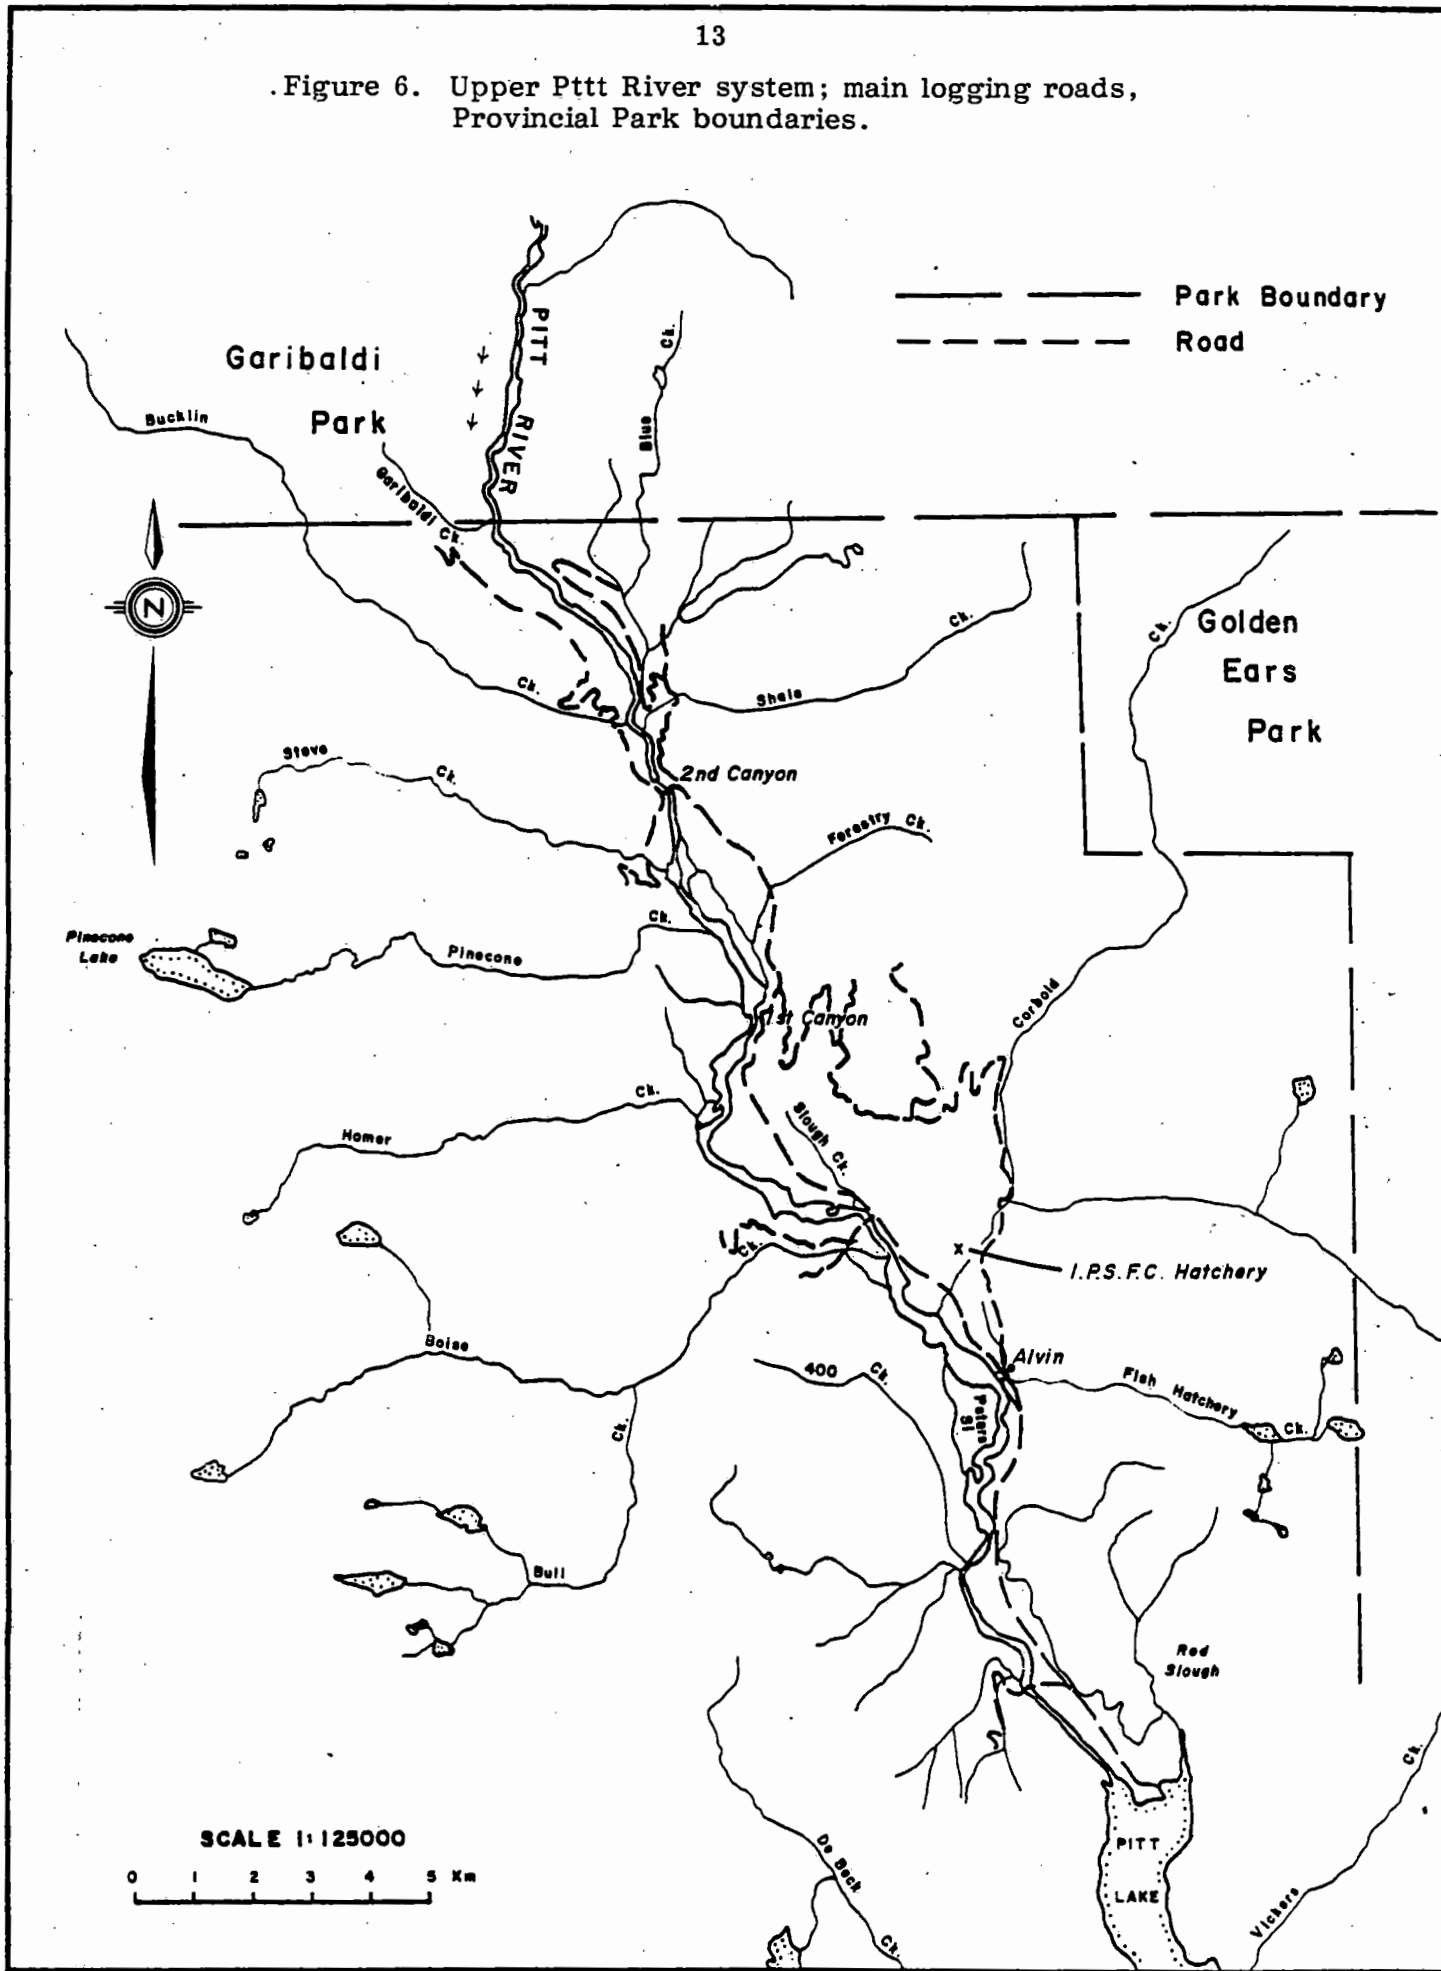 13
.Figure 6. Upper Pttt River system; main logging roads,
Provincial Park boundaries.
Park Boundary
Road
PITT
RIVER
Garibaldi
Park
Bucklin
Ck.
Garibaldi Ck.
Blue
Ck.
N
Golden
Ears
Park
Ck.
Shale
Ck.
Steve
Ck.
2nd Canyon
Forestry Ck.
Pinecone
Lake
Pinecone
Ck.
1st Canyon
Corbold
Homer
Ck.
Slough Ck.
Ck.
I.P.S.F.C. Hatchery
X
Boise
Alvin
400
Ck.
Fish Hatchery
Ck.
Peters
Sl
Ck.
Bull
Red
Slough
SCALE 1:125000
0 1 2 3 4 5 Km
De Beck
Ck.
PITT
LAKE
Vickers
Ck.